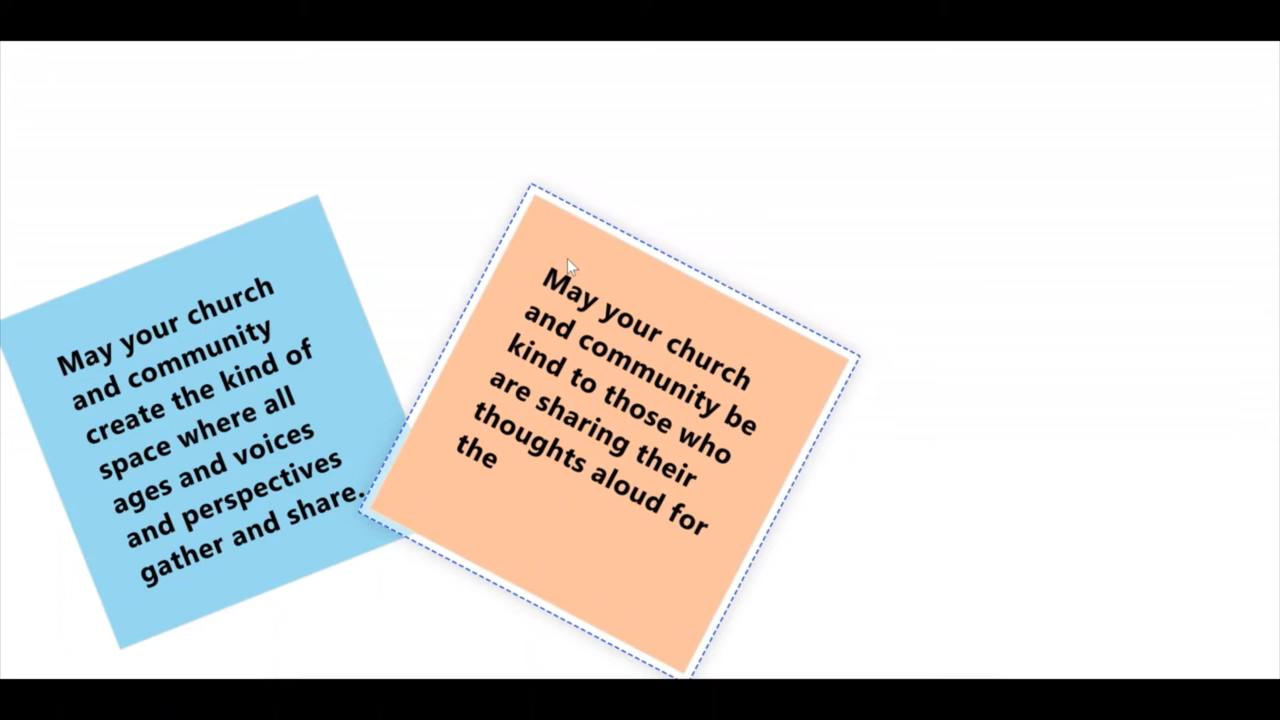 May your church
and community
create the kind of
space where all
ages and voices
and perspectives
gather and share.
May your church
and community be
kind to those who
are sharing their
thoughts aloud for
the